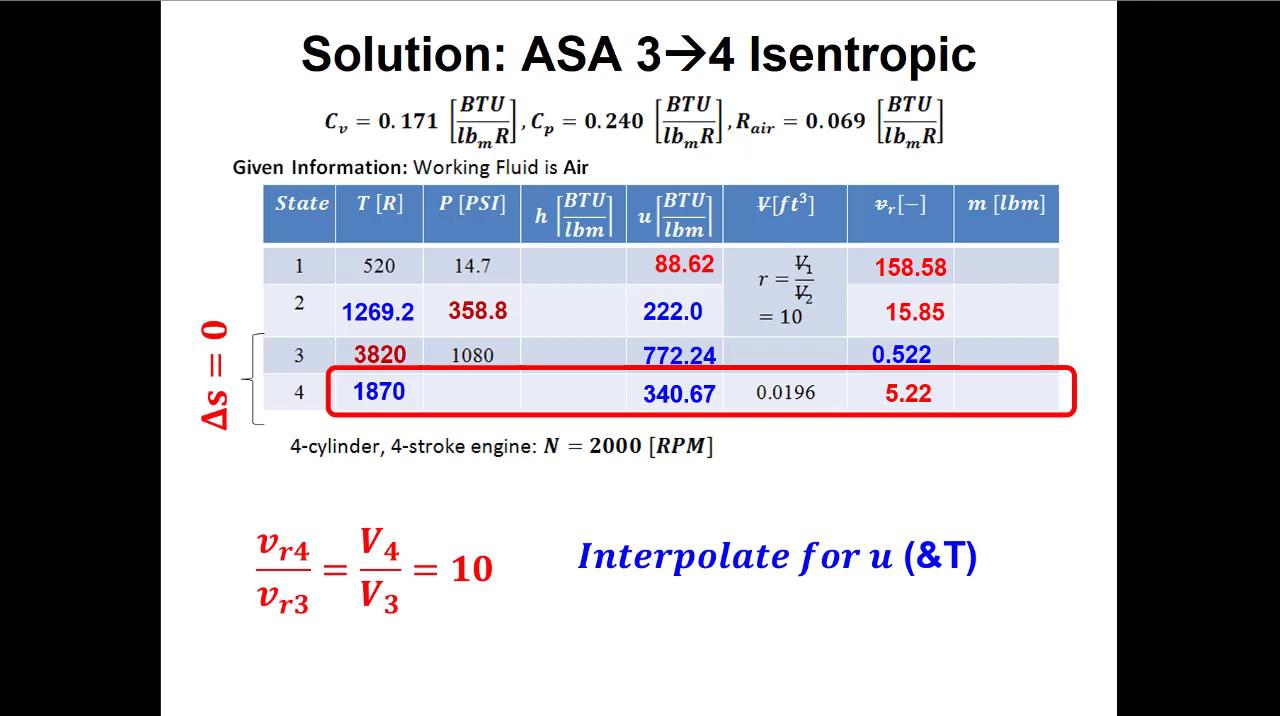 Solution: ASA 3→4 Isentropic
C_v = 0.171 [BTU/lb_m R], C_p = 0.240 [BTU/lb_m R], R_air = 0.069 [BTU/lb_m R]
Given Information: Working Fluid is Air
State T [R] P [PSI] h [BTU/lbm] u [BTU/lbm] V̶[ft³] v̶_r[−] m [lbm]
1 520 14.7 88.62 r = V̶_1/V̶_2 = 10 158.58
2 1269.2 358.8 222.0 15.85
3 3820 1080 772.24 0.522
4 1870 340.67 0.0196 5.22
Δs = 0
4-cylinder, 4-stroke engine: N = 2000 [RPM]
v_r4/v_r3 = V_4/V_3 = 10
Interpolate for u (&T)